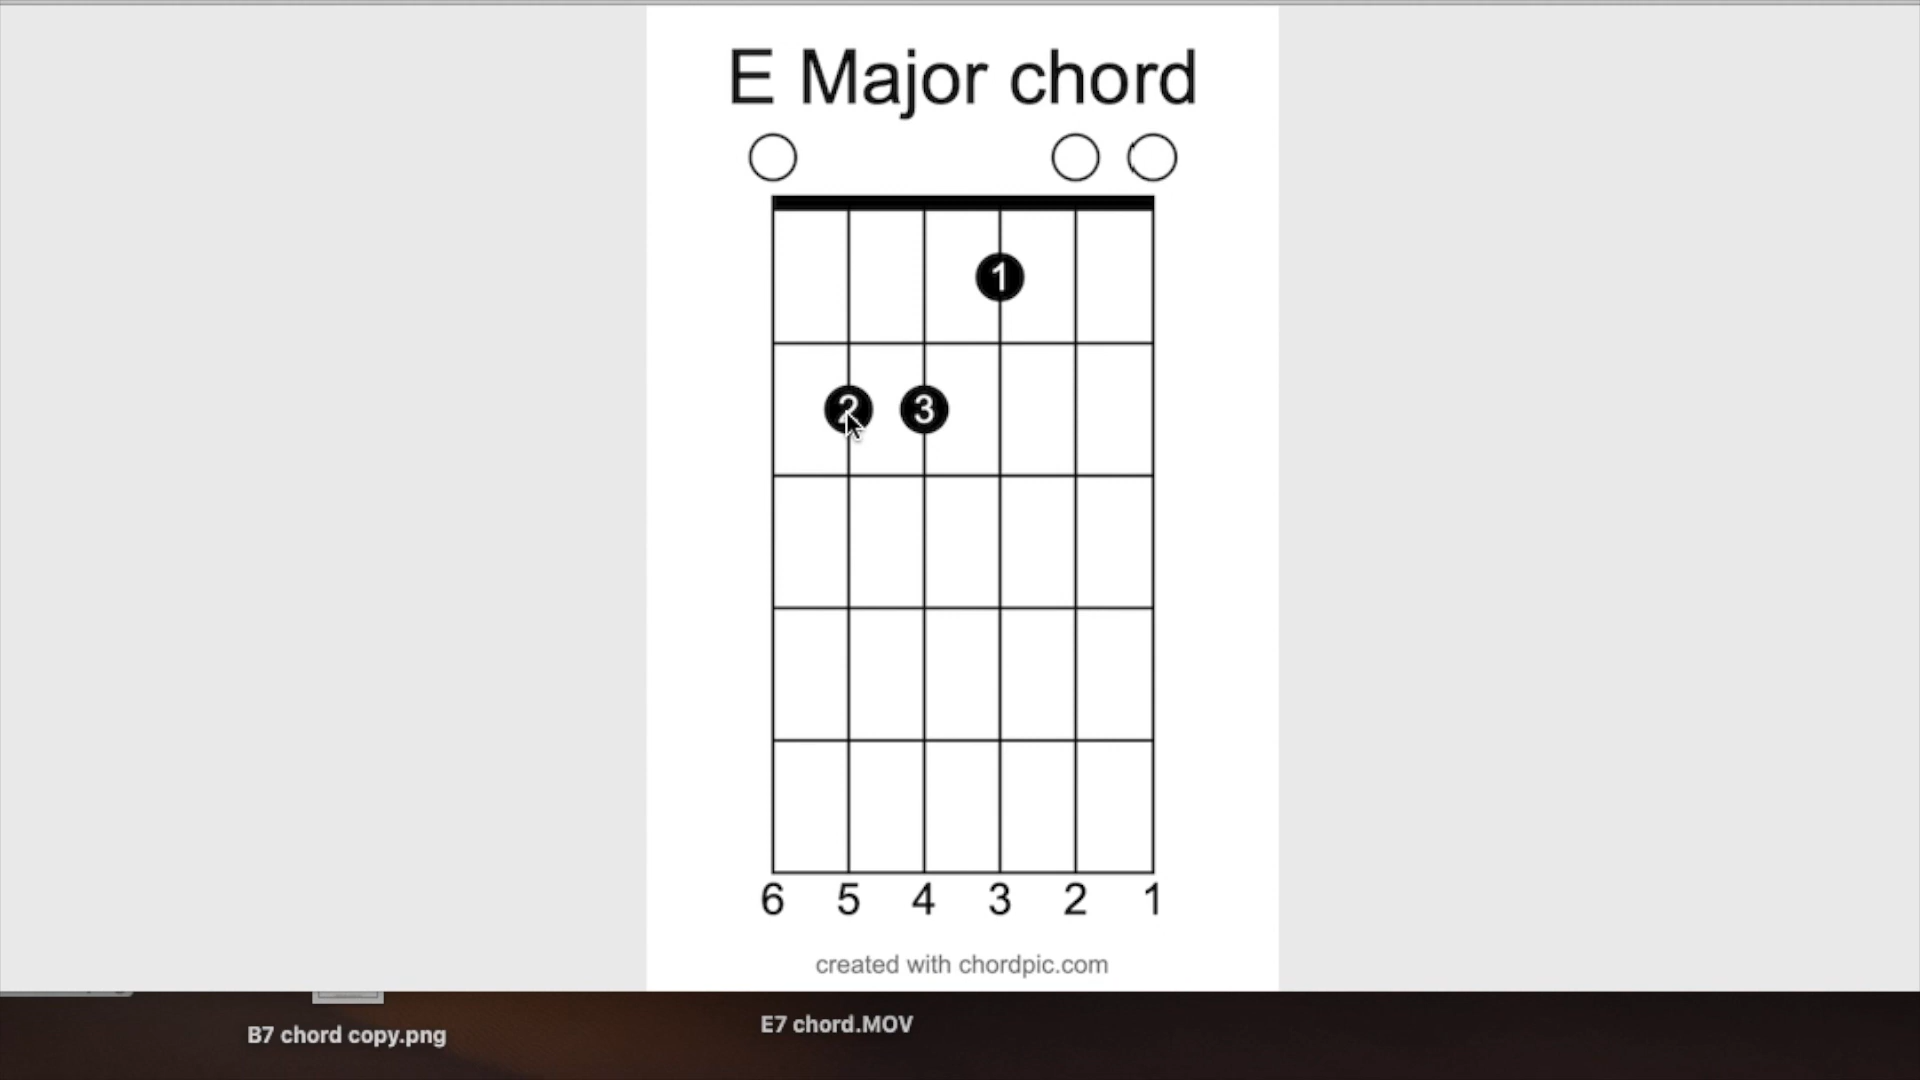 E Major chord
1
2 3
6 5 4 3 2 1
created with chordpic.com
B7 chord copy.png
E7 chord.MOV